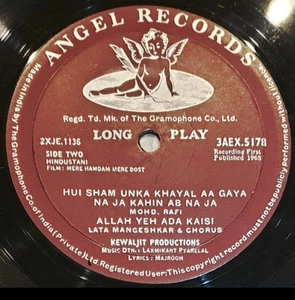 ANGEL RECORDS
Regd. Td. Mk. of The Gramophone Co., Ltd.
2XJE.1136
LONG PLAY
3AEX.5178
SIDE TWO
Recording First
HINDUSTANI
Published 1968
FILM: MERE HAMDAM MERE DOST
HUI SHAM UNKA KHAYAL AA GAYA
NA JA KAHIN AB NA JA
MOHD. RAFI
ALLAH YEH ADA KAISI
LATA MANGESHKAR & CHORUS
KEWALJIT PRODUCTIONS
MUSIC DTN: LAXMIKANT PYARELAL
LYRICS: MAJROOH
Made in India by The Gramophone Co. of India (Private) Ltd. Registered User: This Copyright record must not be publicly performed without permission